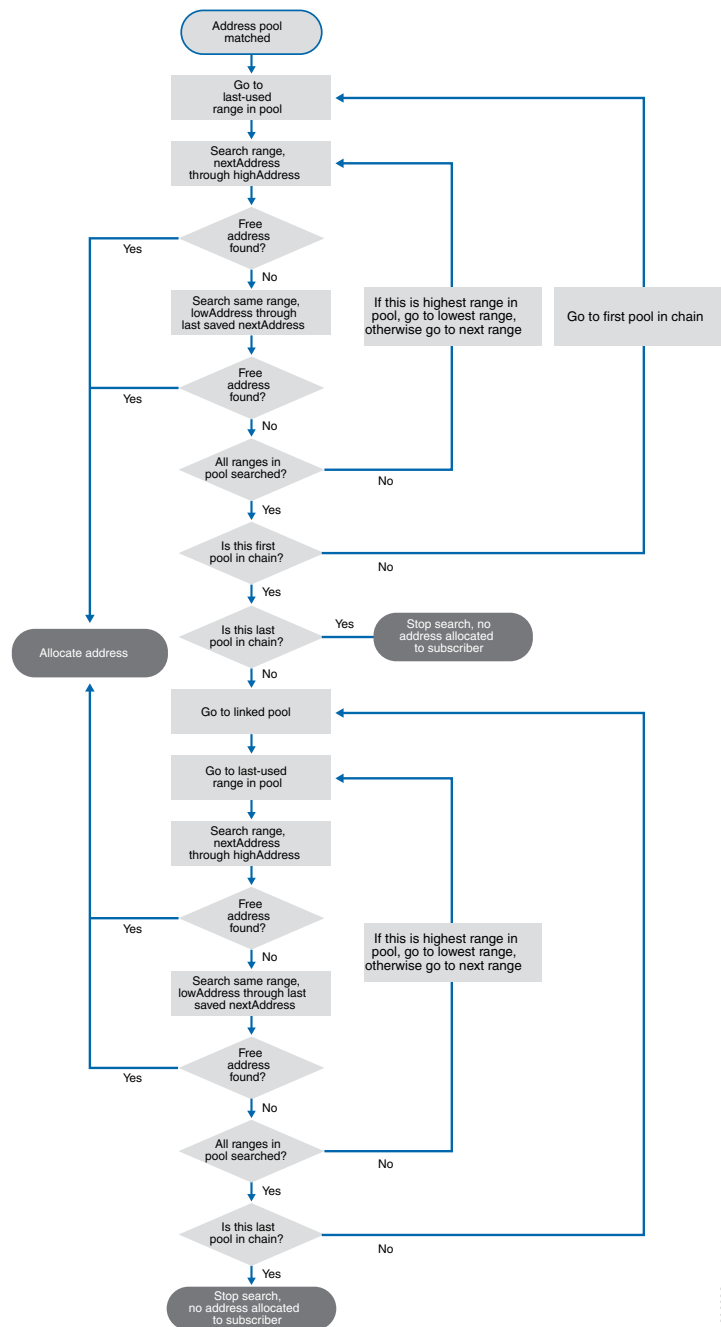 Address pool
matched
Go to
last-used
range in pool
Search range,
nextAddress
through highAddress
Free
address
found?
Yes
No
Search same range,
lowAddress through
last saved nextAddress
If this is highest range in
pool, go to lowest range,
otherwise go to next range
Go to first pool in chain
Free
address
found?
Yes
No
All ranges in
pool searched?
No
Yes
Is this first
pool in chain?
No
Yes
Is this last
pool in chain?
Yes
Stop search, no
address allocated
to subscriber
Allocate address
No
Go to linked pool
Go to last-used
range in pool
Search range,
nextAddress
through highAddress
Free
address
found?
Yes
No
If this is highest range in
pool, go to lowest range,
otherwise go to next range
Search same range,
lowAddress through last
saved nextAddress
Free
address
found?
Yes
No
All ranges in
pool searched?
No
Yes
Is this last
pool in chain?
No
Yes
Stop search,
no address allocated
to subscriber